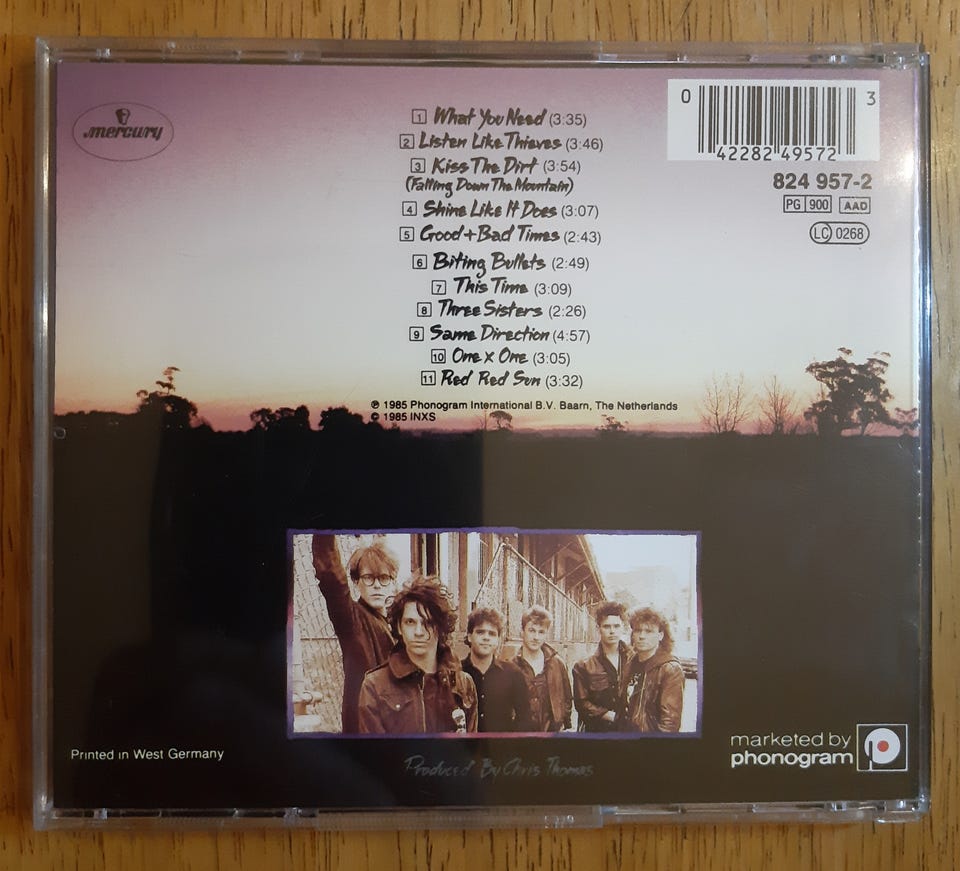 mercury
1 What You Need (3:35)
2 Listen Like Thieves (3:46)
3 Kiss The Dirt (3:54)
(Falling Down The Mountain)
4 Shine Like It Does (3:07)
5 Good+Bad Times (2:43)
6 Biting Bullets (2:49)
7 This Time (3:09)
8 Three Sisters (2:26)
9 Same Direction (4:57)
10 One x One (3:05)
11 Red Red Sun (3:32)
℗ 1985 Phonogram International B.V. Baarn, The Netherlands
© 1985 INXS
0 42282 49572 3
824 957-2
PG 900 AAD
LC 0268
Printed in West Germany
Produced By Chris Thomas
marketed by
phonogram